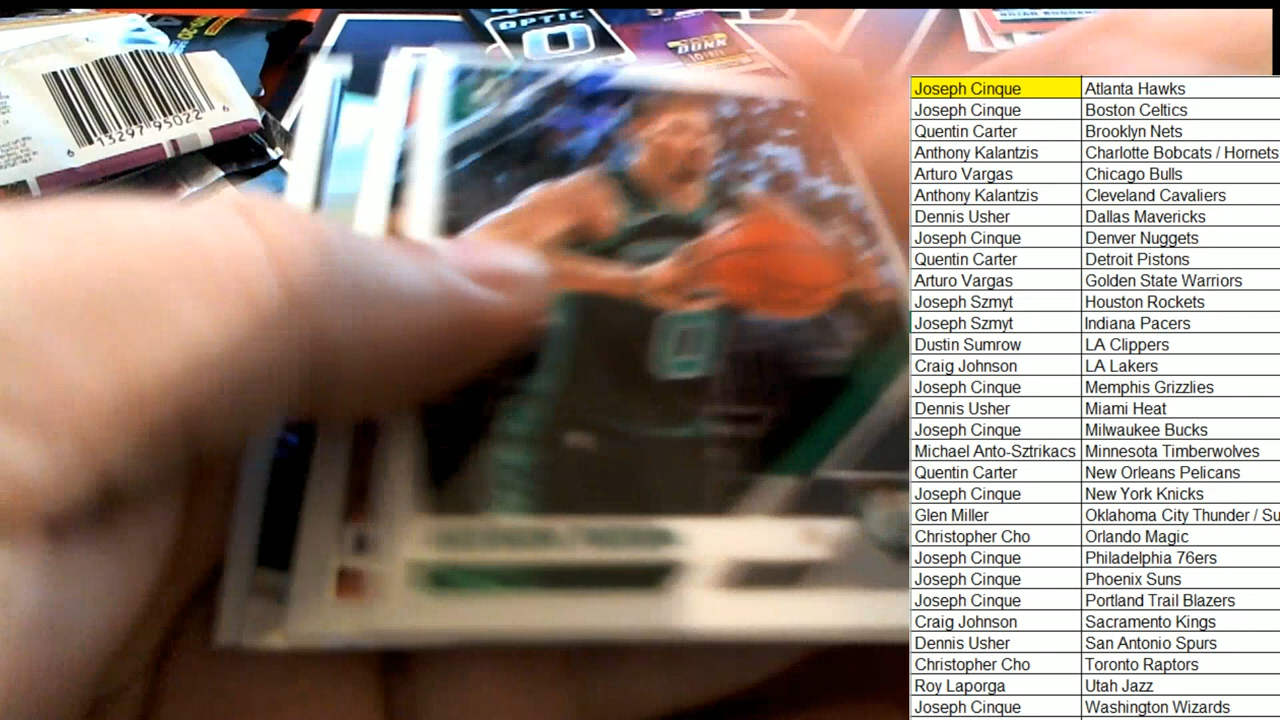 OPTIC
DUNK
6 13297 95022 6
0
Joseph Cinque Atlanta Hawks
Joseph Cinque Boston Celtics
Quentin Carter Brooklyn Nets
Anthony Kalantzis Charlotte Bobcats / Hornets
Arturo Vargas Chicago Bulls
Anthony Kalantzis Cleveland Cavaliers
Dennis Usher Dallas Mavericks
Joseph Cinque Denver Nuggets
Quentin Carter Detroit Pistons
Arturo Vargas Golden State Warriors
Joseph Szmyt Houston Rockets
Joseph Szmyt Indiana Pacers
Dustin Sumrow LA Clippers
Craig Johnson LA Lakers
Joseph Cinque Memphis Grizzlies
Dennis Usher Miami Heat
Joseph Cinque Milwaukee Bucks
Michael Anto-Sztrikacs Minnesota Timberwolves
Quentin Carter New Orleans Pelicans
Joseph Cinque New York Knicks
Glen Miller Oklahoma City Thunder / Su
Christopher Cho Orlando Magic
Joseph Cinque Philadelphia 76ers
Joseph Cinque Phoenix Suns
Joseph Cinque Portland Trail Blazers
Craig Johnson Sacramento Kings
Dennis Usher San Antonio Spurs
Christopher Cho Toronto Raptors
Roy Laporga Utah Jazz
Joseph Cinque Washington Wizards